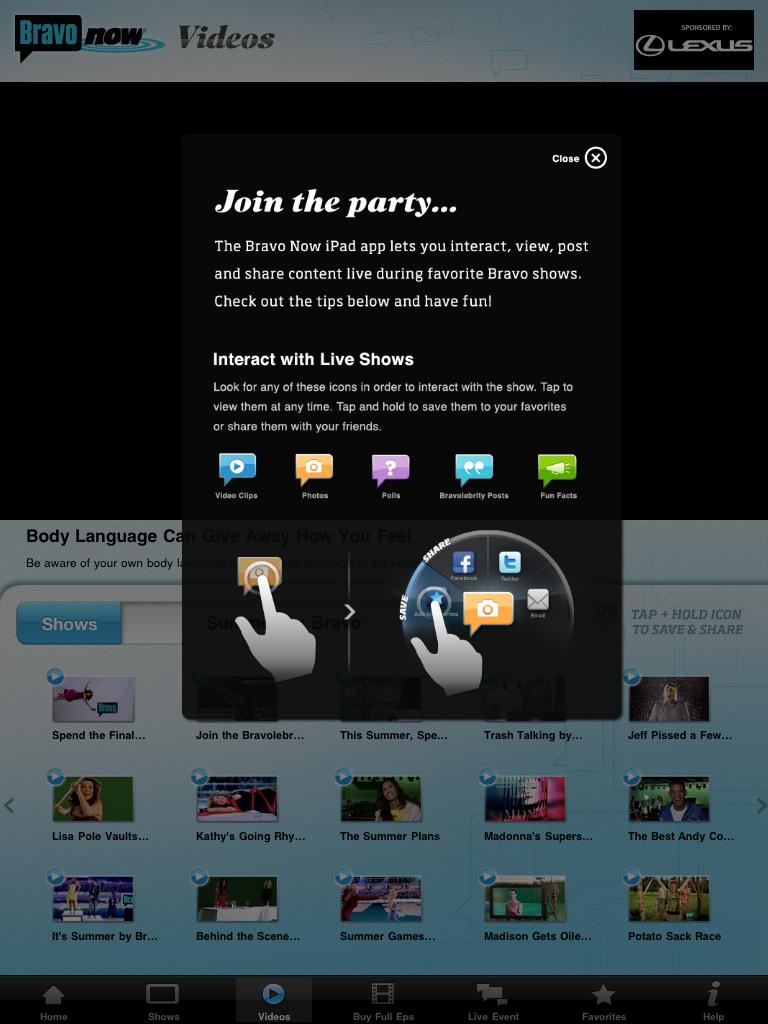 Bravo now Videos
SPONSORED BY:
LEXUS
Close
Join the party...
The Bravo Now iPad app lets you interact, view, post
and share content live during favorite Bravo shows.
Check out the tips below and have fun!
Interact with Live Shows
Look for any of these icons in order to interact with the show. Tap to
view them at any time. Tap and hold to save them to your favorites
or share them with your friends.
Video Clips Photos Polls Bravolebrity Posts Fun Facts
Body Language Can Give Away How You Feel
Be aware of your own body language
SHARE
Facebook Twitter
SAVE
Email
Shows
Bravo
TAP + HOLD ICON
TO SAVE & SHARE
Bravo
Spend the Final... Join the Bravolebr... This Summer, Spe... Trash Talking by... Jeff Pissed a Few...
Lisa Pole Vaults... Kathy's Going Rhy... The Summer Plans Madonna's Supers... The Best Andy Co...
It's Summer by Br... Behind the Scene... Summer Games... Madison Gets Oile... Potato Sack Race
Home Shows Videos Buy Full Eps Live Event Favorites Help